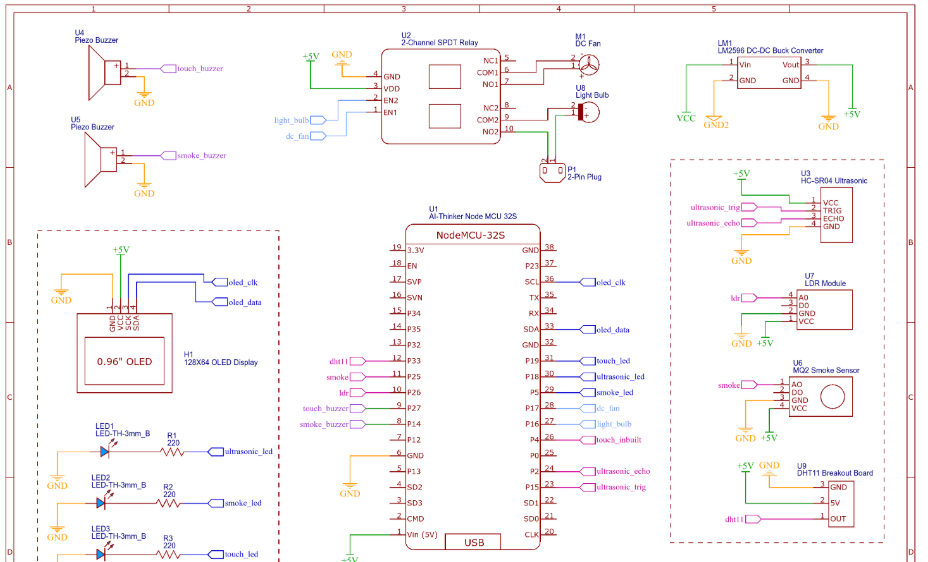 1 2 3 4 5
A
B
C
D
A
B
C
D
U4
Piezo Buzzer
1
2
+
touch_buzzer
GND
U5
Piezo Buzzer
1
2
+
smoke_buzzer
GND
U2
2-Channel SPDT Relay
+5V
GND
4 GND
3 VDD
2 EN2
1 EN1
light_bulb
dc_fan
NC1 5
COM1 6
NO1 7
NC2 8
COM2 9
NO2 10
M1
DC Fan
2
1
+
U8
Light Bulb
2
1
+
2 1
P1
2-Pin Plug
LM1
LM2596 DC-DC Buck Converter
1 Vin
2 GND
Vout 3
GND 4
VCC
GND2
GND
+5V
+5V
GND
oled_clk
oled_data
GND 1
VCC 2
SCK 3
SDA 4
0.96" OLED
H1
128X64 OLED Display
LED1
LED-TH-3mm_B
R1
220
ultrasonic_led
GND
LED2
LED-TH-3mm_B
R2
220
smoke_led
GND
LED3
LED-TH-3mm_B
R3
220
touch_led
U1
AI-Thinker Node MCU 32S
NodeMCU-32S
19 3.3V
18 EN
17 SVP
16 SVN
15 P34
14 P35
13 P32
dht11 12 P33
smoke 11 P25
ldr 10 P26
touch_buzzer 9 P27
smoke_buzzer 8 P14
7 P12
6 GND
5 P13
4 SD2
3 SD3
2 CMD
1 Vin (5V)
GND
+5V
USB
GND 38
P23 37
SCL 36 oled_clk
TX 35
RX 34
SDA 33 oled_data
GND 32
P19 31 touch_led
P18 30 ultrasonic_led
P5 29 smoke_led
P17 28 dc_fan
P16 27 light_bulb
P4 26 touch_inbuilt
P0 25
P2 24 ultrasonic_echo
P15 23 ultrasonic_trig
SD1 22
SD0 21
CLK 20
+5V
U3
HC-SR04 Ultrasonic
ultrasonic_trig
ultrasonic_echo
1 VCC
2 TRIG
3 ECHO
4 GND
GND
U7
LDR Module
ldr
4 A0
3 D0
2 GND
1 VCC
GND +5V
U6
MQ2 Smoke Sensor
smoke
1 AO
2 DD
3 GND
4 VCC
GND +5V
+5V GND
U9
DHT11 Breakout Board
3 GND
2 5V
dht11 1 OUT